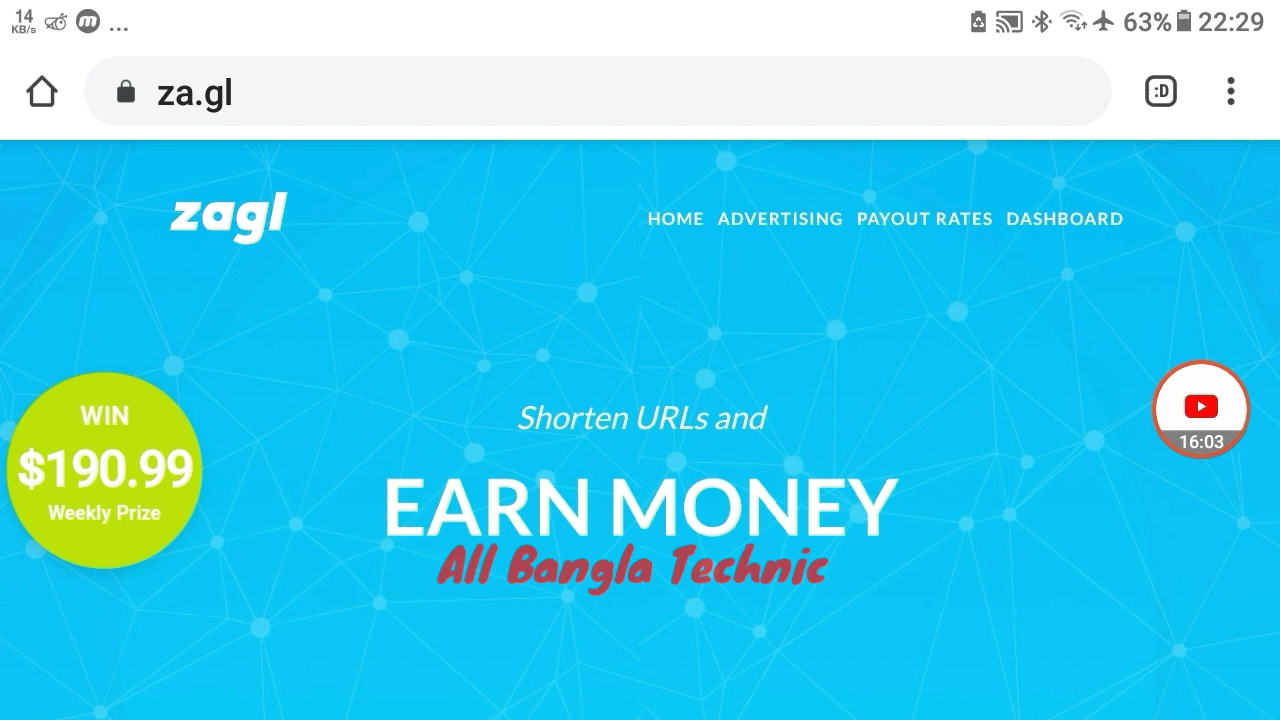 14
KB/s
...
63% 22:29
za.gl
:D
zagl
HOME ADVERTISING PAYOUT RATES DASHBOARD
WIN
$190.99
Weekly Prize
16:03
Shorten URLs and
EARN MONEY
All Bangla Technic